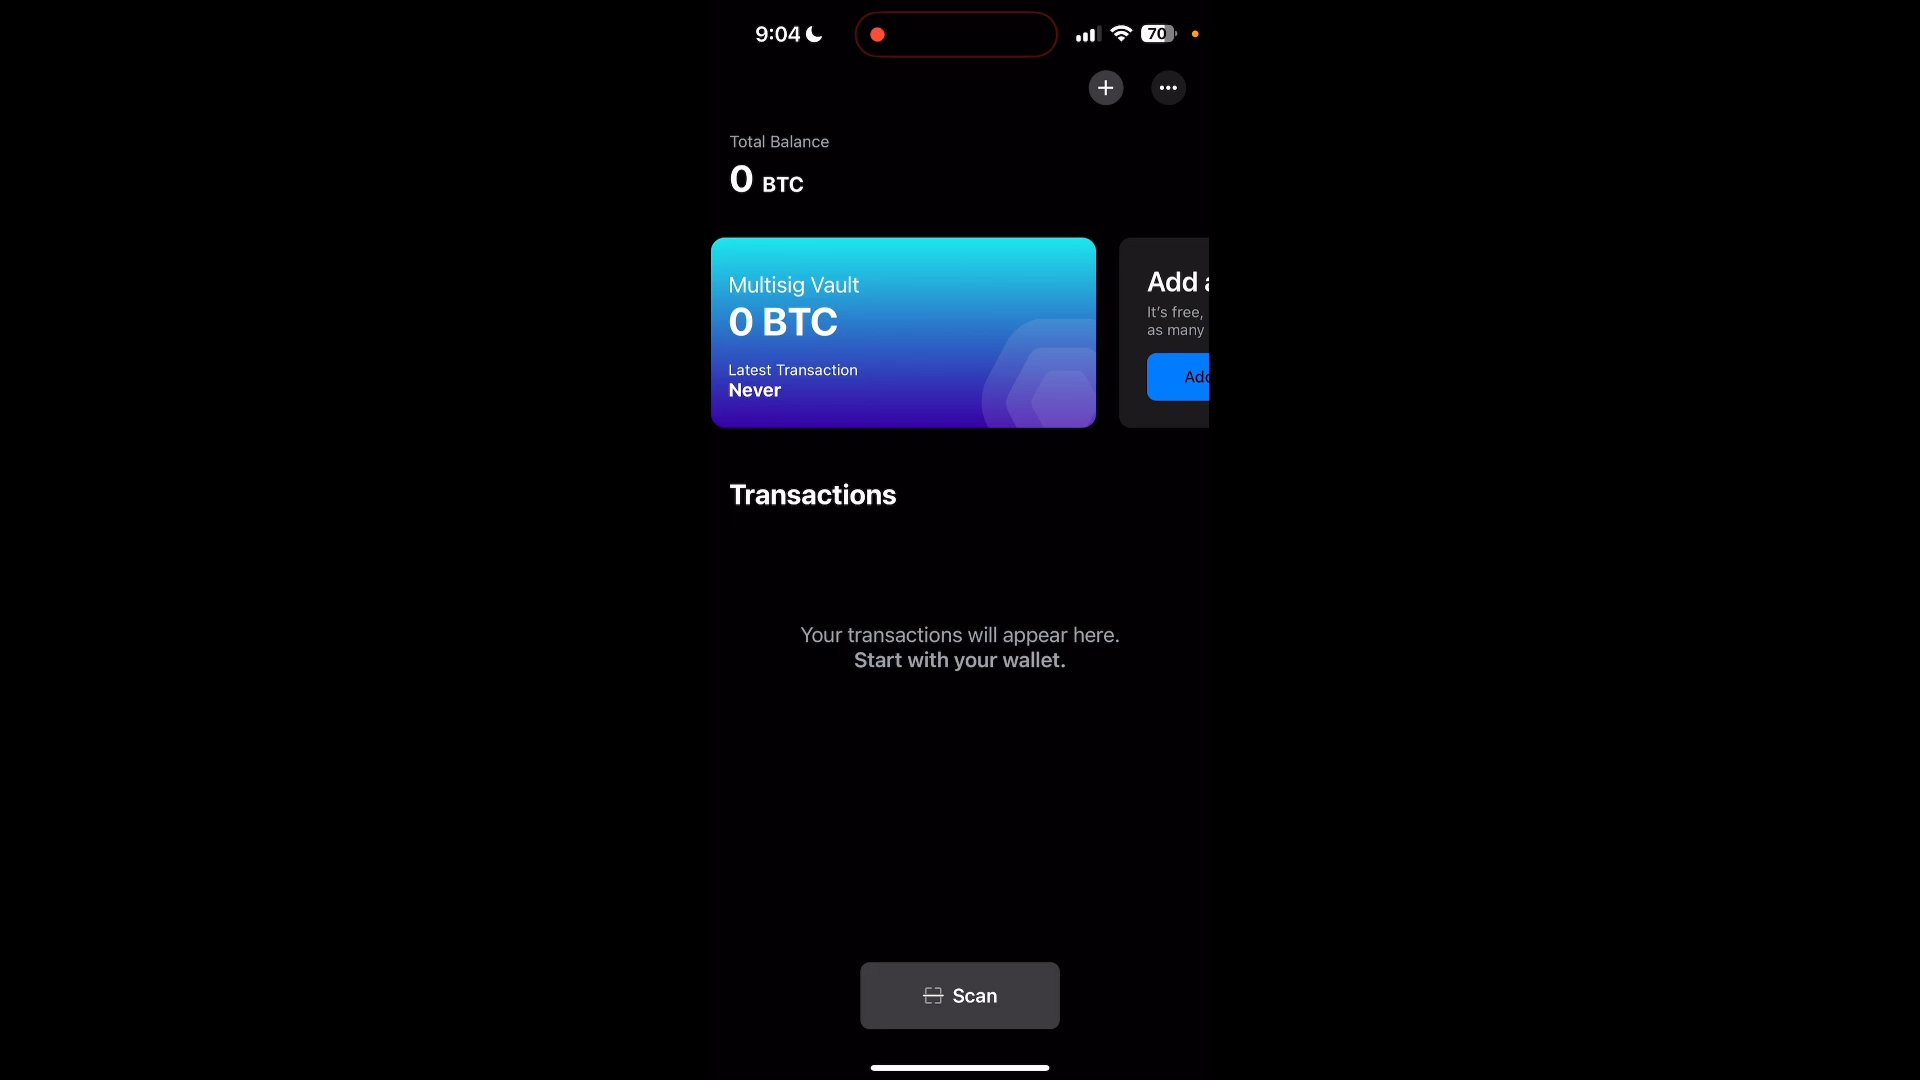 9:04
70
Total Balance
0 BTC
Multisig Vault
0 BTC
Latest Transaction
Never
Add
It's free,
as many
Transactions
Your transactions will appear here.
Start with your wallet.
Scan